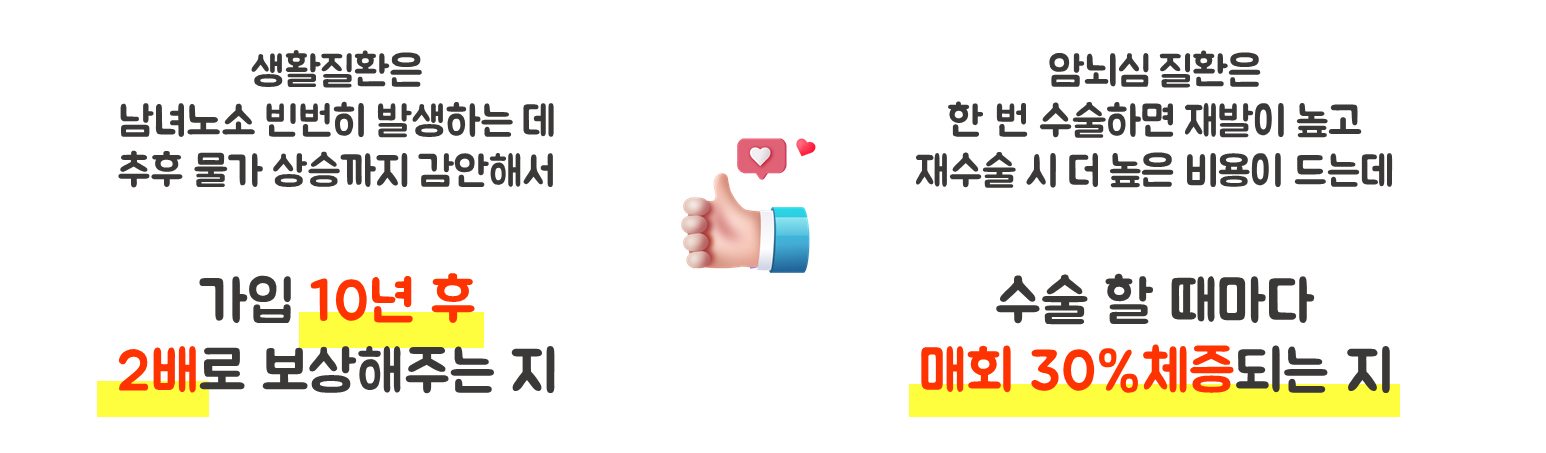 생활질환은
남녀노소 빈번히 발생하는 데
추후 물가 상승까지 감안해서
가입 10년 후
2배로 보상해주는 지
암뇌심 질환은
한 번 수술하면 재발이 높고
재수술 시 더 높은 비용이 드는데
수술 할 때마다
매회 30%체증되는 지